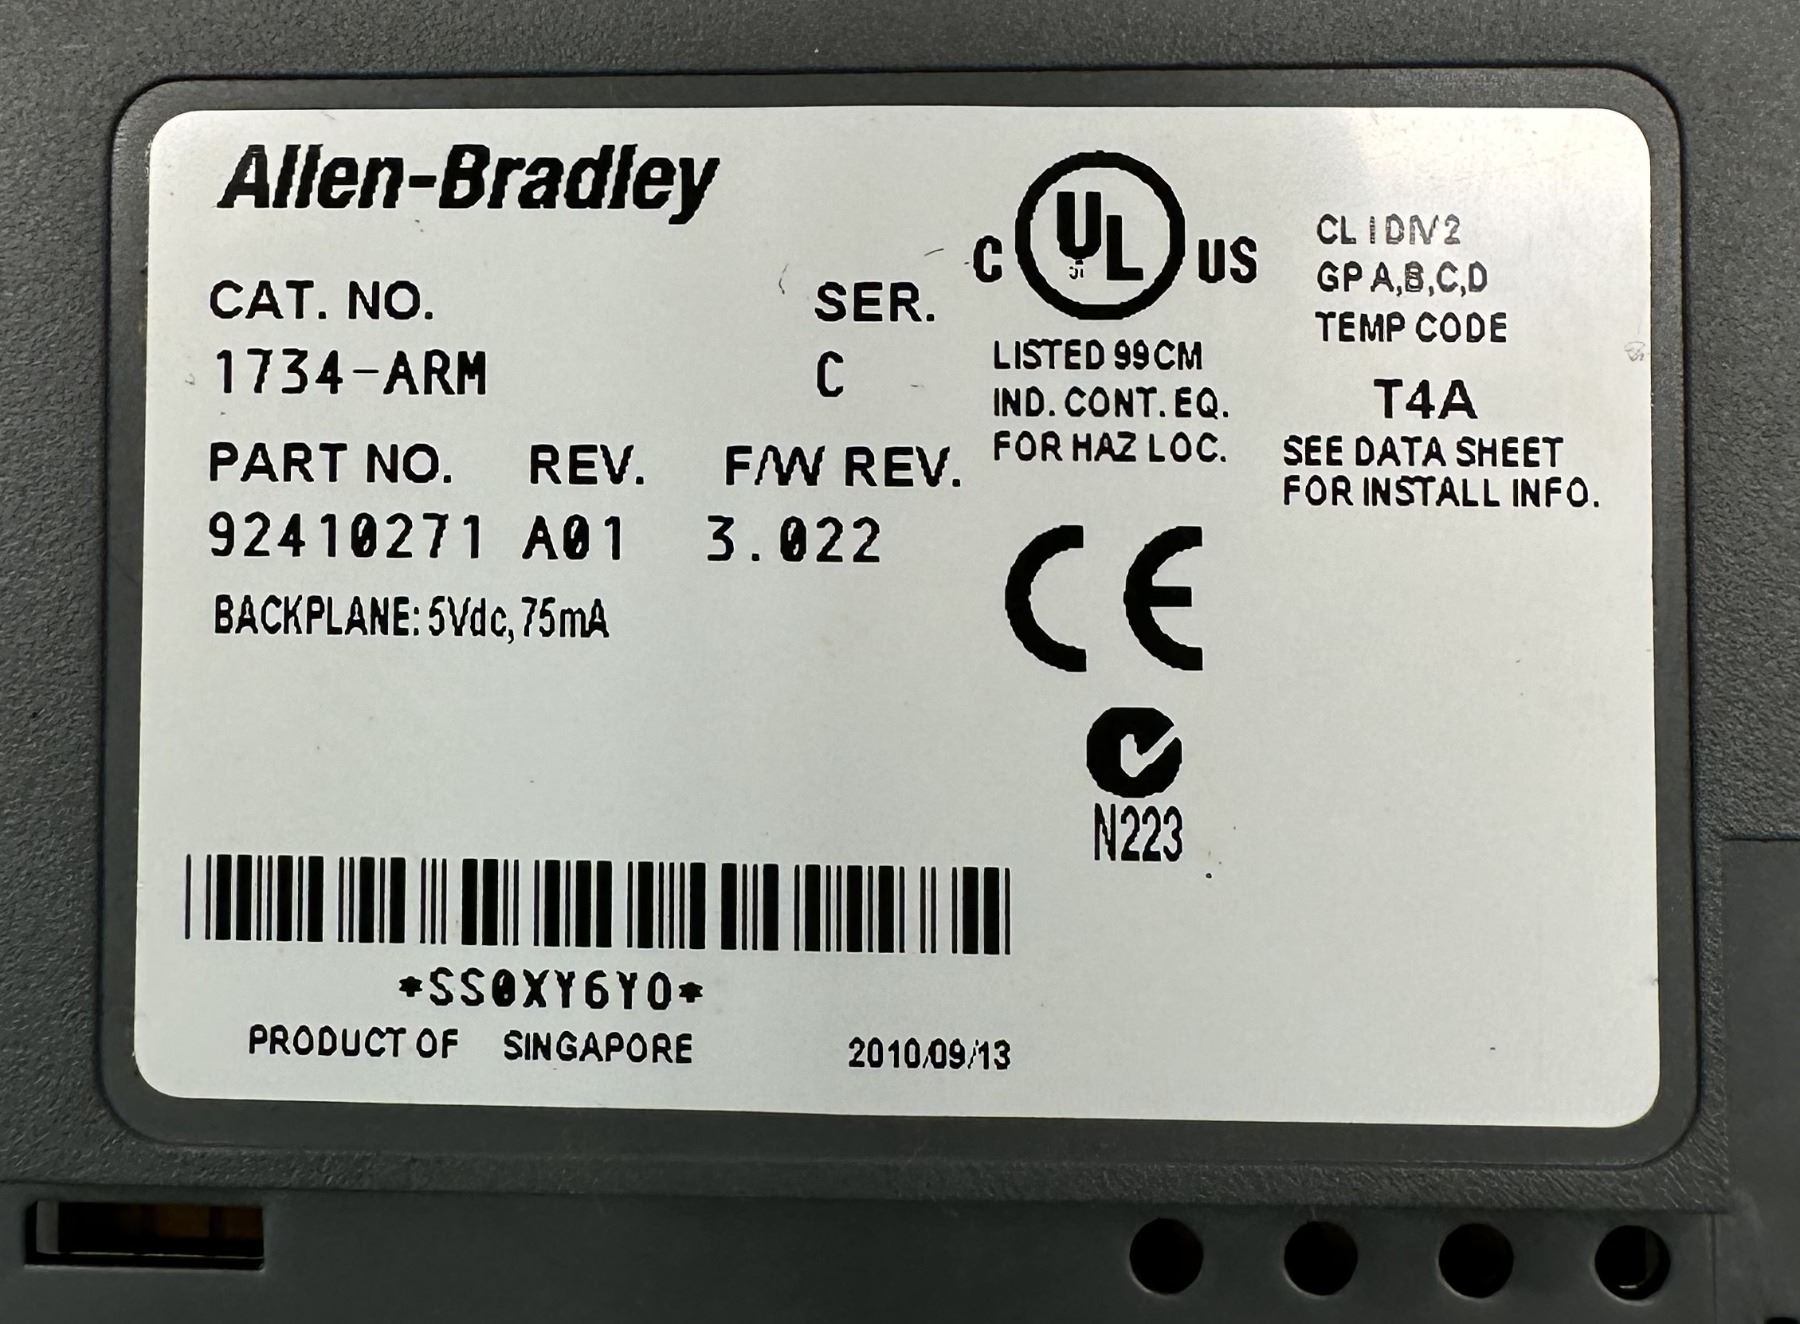 Allen-Bradley
CAT. NO. SER.
1734-ARM C
PART NO. REV. F/W REV.
92410271 A01 3.022
BACKPLANE: 5Vdc, 75mA
C UL US
LISTED 99CM
IND. CONT. EQ.
FOR HAZ LOC.
CL I DIV 2
GP A,B,C,D
TEMP CODE
T4A
SEE DATA SHEET
FOR INSTALL INFO.
CE
N223
*SS0XY6YO*
PRODUCT OF SINGAPORE 2010/09/13